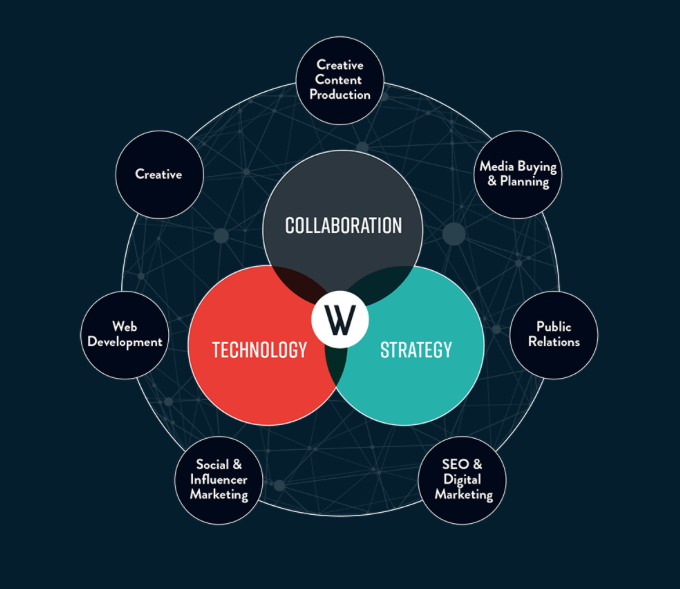 Creative
Content
Production
Creative
Media Buying
& Planning
COLLABORATION
W
TECHNOLOGY
STRATEGY
Web
Development
Public
Relations
Social &
Influencer
Marketing
SEO &
Digital
Marketing